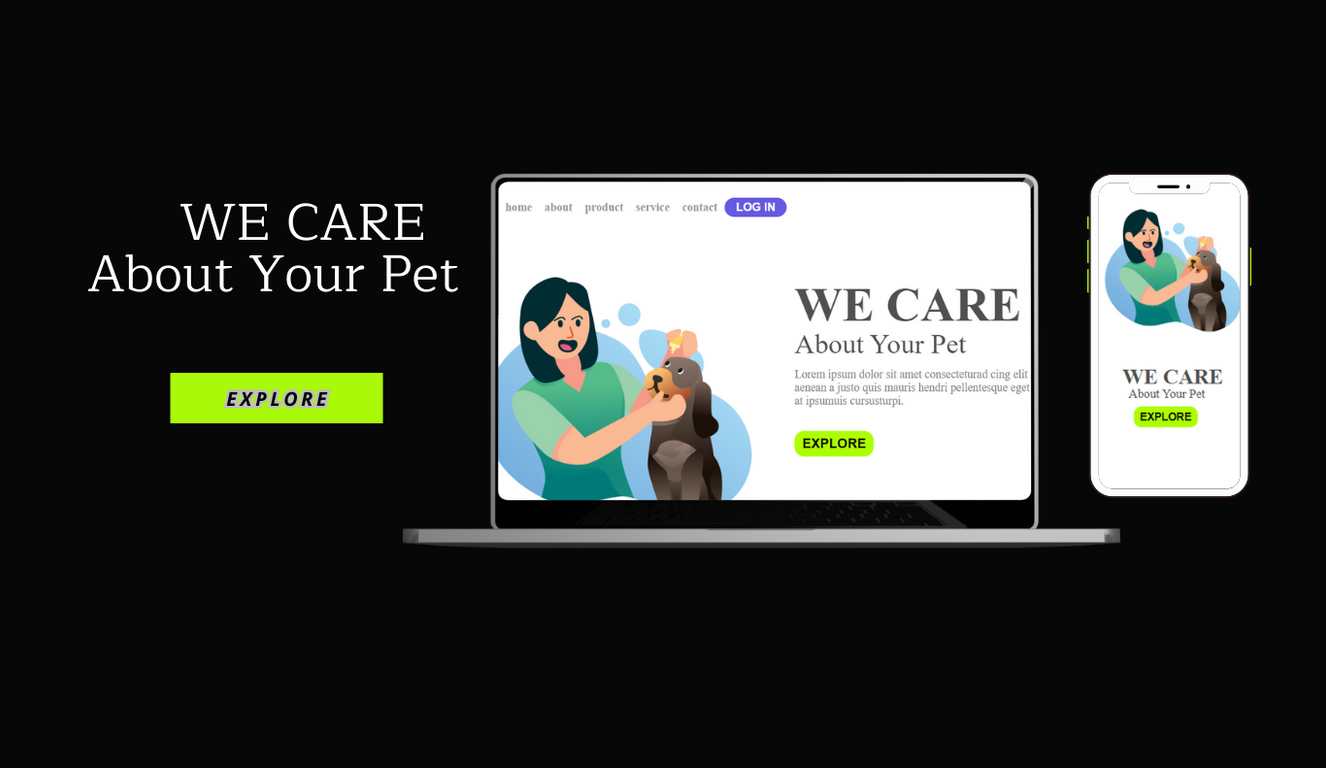 WE CARE
About Your Pet
EXPLORE
home about product service contact LOG IN
WE CARE
About Your Pet
Lorem ipsum dolor sit amet consecteturad cing elit
aenean a justo quis mauris hendri pellentesque eget
at ipsumuis cursusturpi.
EXPLORE
WE CARE
About Your Pet
EXPLORE